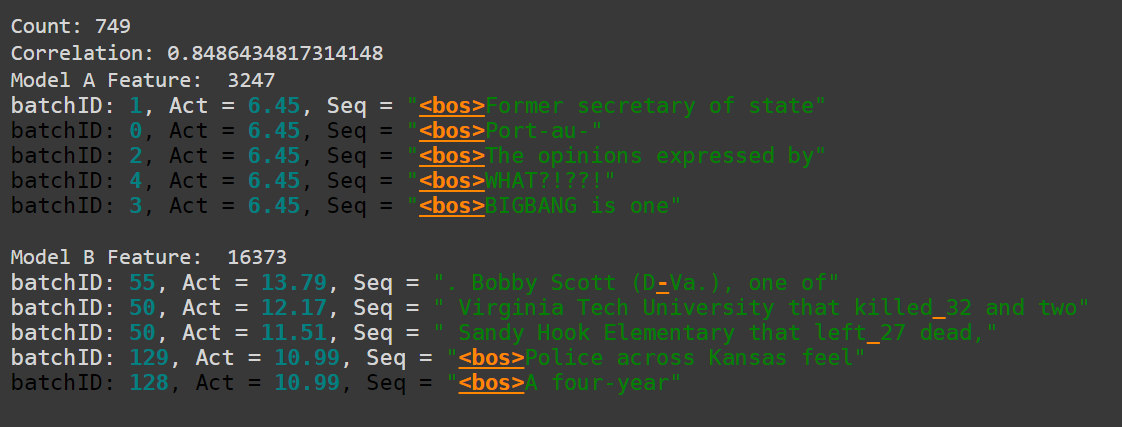 Count: 749
Correlation: 0.8486434817314148
Model A Feature:  3247
batchID: 1, Act = 6.45, Seq = "<bos>Former secretary of state"
batchID: 0, Act = 6.45, Seq = "<bos>Port-au-"
batchID: 2, Act = 6.45, Seq = "<bos>The opinions expressed by"
batchID: 4, Act = 6.45, Seq = "<bos>WHAT?!??!"
batchID: 3, Act = 6.45, Seq = "<bos>BIGBANG is one"
Model B Feature:  16373
batchID: 55, Act = 13.79, Seq = ". Bobby Scott (D-Va.), one of"
batchID: 50, Act = 12.17, Seq = " Virginia Tech University that killed 32 and two"
batchID: 50, Act = 11.51, Seq = " Sandy Hook Elementary that left 27 dead,"
batchID: 129, Act = 10.99, Seq = "<bos>Police across Kansas feel"
batchID: 128, Act = 10.99, Seq = "<bos>A four-year"